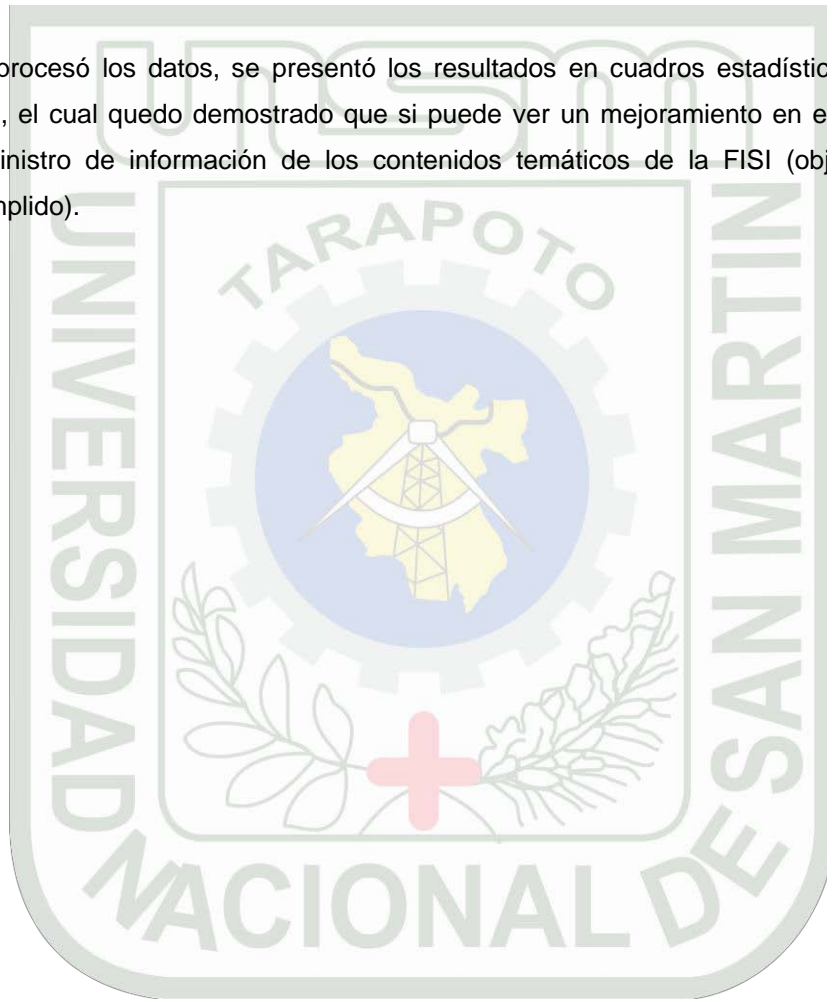 procesó los datos, se presentó los resultados en cuadros estadístic
, el cual quedo demostrado que si puede ver un mejoramiento en e
inistro de información de los contenidos temáticos de la FISI (obj
nplido).
unsm
TARAPOTO
UNIVERSIDAD
NACIONAL DE
SAN MARTIN